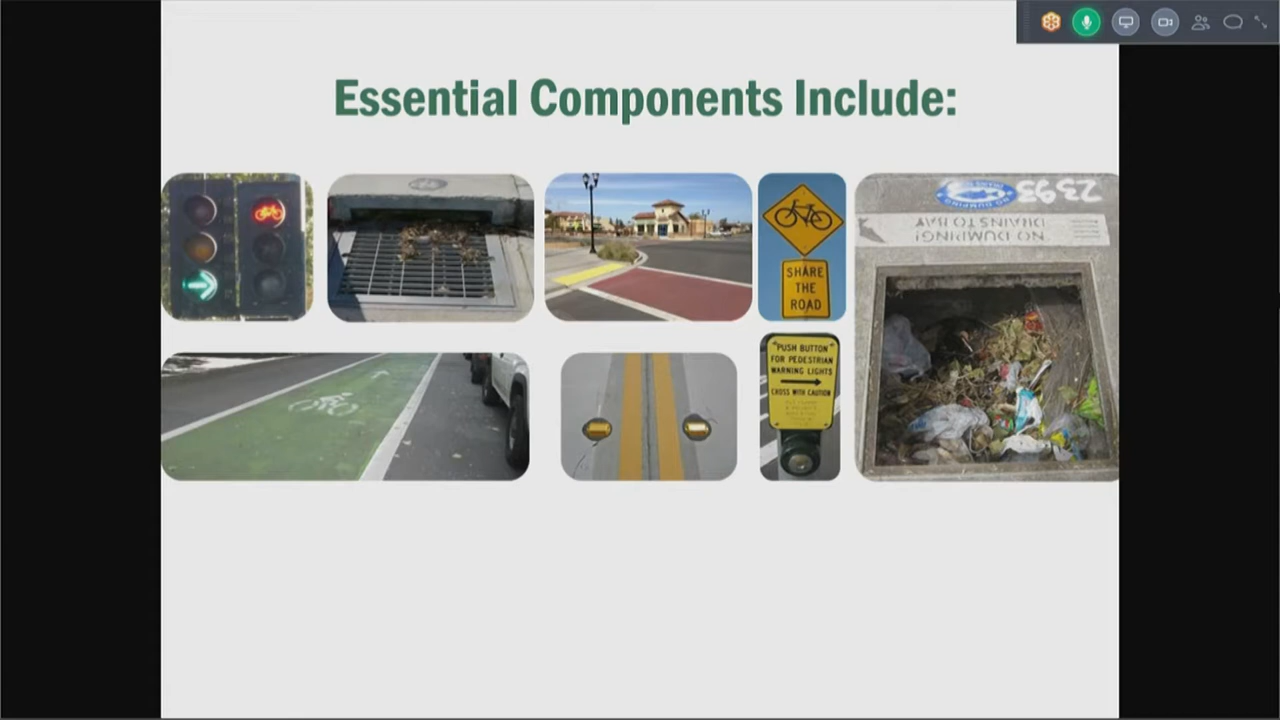 Essential Components Include:
SHARE
THE
ROAD
2393
NO DUMPING!
DRAINS TO BAY
PUSH BUTTON
FOR PEDESTRIAN
WARNING LIGHTS
CROSS WITH CAUTION